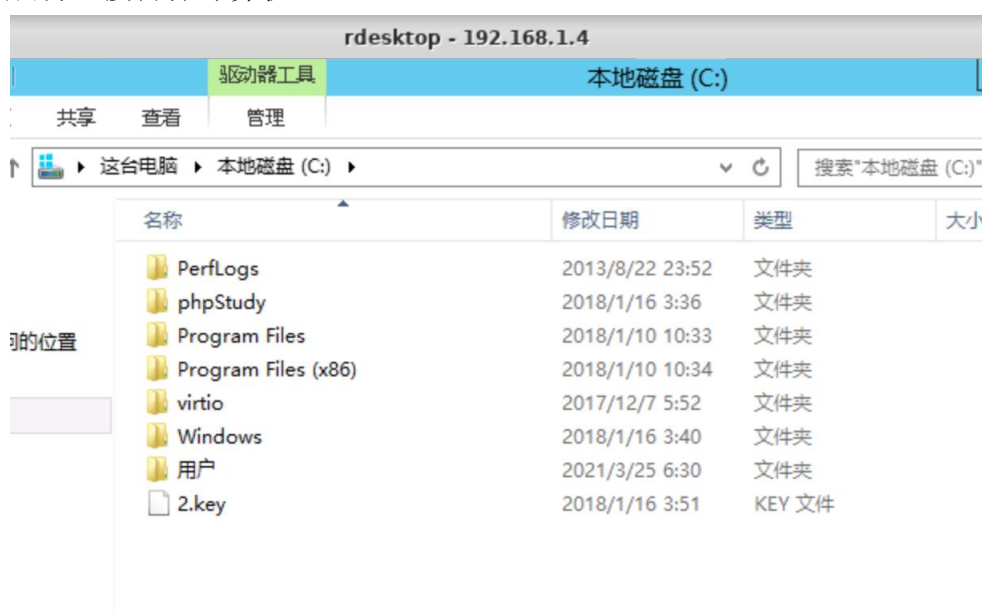 rdesktop - 192.168.1.4
驱动器工具 本地磁盘 (C:)
共享 查看 管理
这台电脑 本地磁盘 (C:) 搜索"本地磁盘 (C:)"
名称 修改日期 类型 大小
PerfLogs 2013/8/22 23:52 文件夹
phpStudy 2018/1/16 3:36 文件夹
Program Files 2018/1/10 10:33 文件夹
的位置 Program Files (x86) 2018/1/10 10:34 文件夹
virtio 2017/12/7 5:52 文件夹
Windows 2018/1/16 3:40 文件夹
用户 2021/3/25 6:30 文件夹
2.key 2018/1/16 3:51 KEY 文件